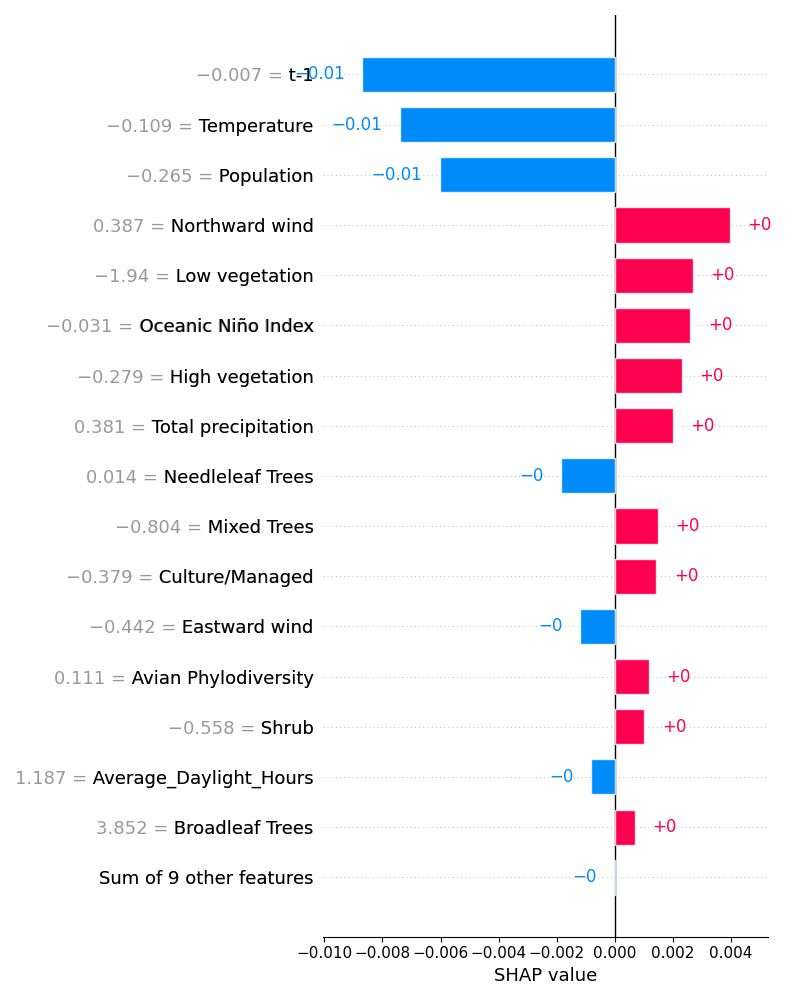 −0.007 = t-1 −0.01
−0.109 = Temperature −0.01
−0.265 = Population −0.01
0.387 = Northward wind +0
−1.94 = Low vegetation +0
−0.031 = Oceanic Niño Index +0
−0.279 = High vegetation +0
0.381 = Total precipitation +0
0.014 = Needleleaf Trees −0
−0.804 = Mixed Trees +0
−0.379 = Culture/Managed +0
−0.442 = Eastward wind −0
0.111 = Avian Phylodiversity +0
−0.558 = Shrub +0
1.187 = Average_Daylight_Hours −0
3.852 = Broadleaf Trees +0
Sum of 9 other features −0
−0.010 −0.008 −0.006 −0.004 −0.002 0.000 0.002 0.004
SHAP value